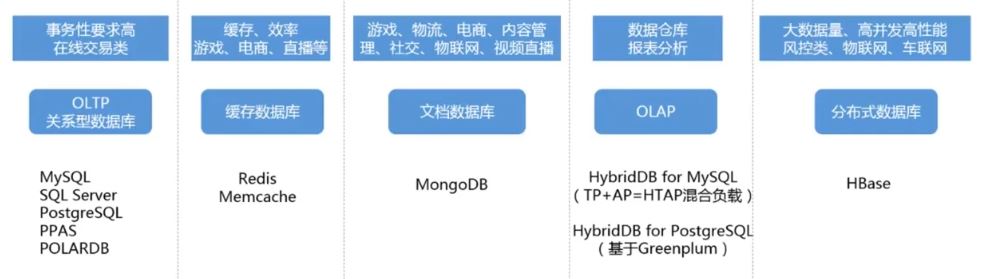 事务性要求高
在线交易类
缓存、效率
游戏、电商、直播等
游戏、物流、电商、内容管
理、社交、物联网、视频直播
数据仓库
报表分析
大数据量、高并发高性能
风控类、物联网、车联网
OLTP
关系型数据库
缓存数据库
文档数据库
OLAP
分布式数据库
MySQL
SQL Server
PostgreSQL
PPAS
POLARDB
Redis
Memcache
MongoDB
HybridDB for MySQL
（TP+AP=HTAP混合负载）
HybridDB for PostgreSQL
（基于Greenplum）
HBase